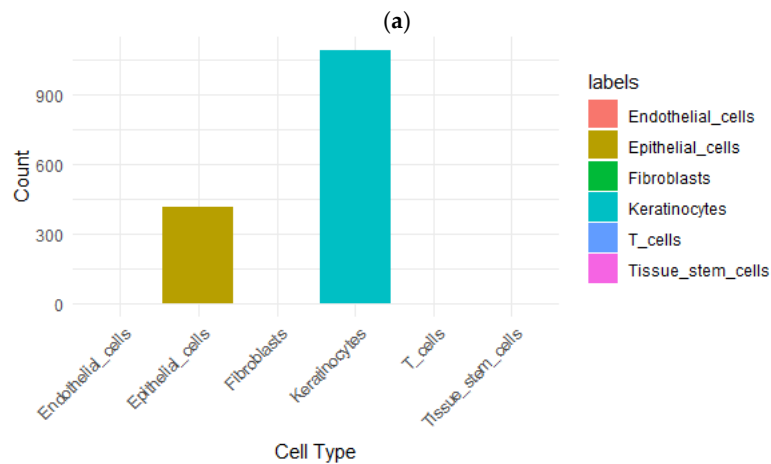 (a)
Count
900
600
300
0
Endothelial_cells
Epithelial_cells
Fibroblasts
Keratinocytes
T_cells
Tissue_stem_cells
Cell Type
labels
Endothelial_cells
Epithelial_cells
Fibroblasts
Keratinocytes
T_cells
Tissue_stem_cells